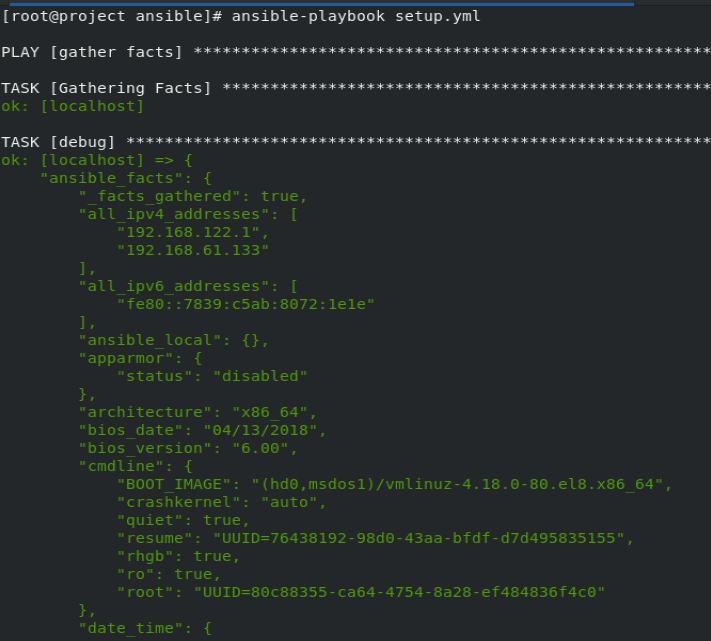 [root@project ansible]# ansible-playbook setup.yml
PLAY [gather facts] ******************************************************
TASK [Gathering Facts] ***************************************************
ok: [localhost]
TASK [debug] *************************************************************
ok: [localhost] => {
    "ansible_facts": {
        "_facts_gathered": true,
        "all_ipv4_addresses": [
            "192.168.122.1",
            "192.168.61.133"
        ],
        "all_ipv6_addresses": [
            "fe80::7839:c5ab:8072:1e1e"
        ],
        "ansible_local": {},
        "apparmor": {
            "status": "disabled"
        },
        "architecture": "x86_64",
        "bios_date": "04/13/2018",
        "bios_version": "6.00",
        "cmdline": {
            "BOOT_IMAGE": "(hd0,msdos1)/vmlinuz-4.18.0-80.el8.x86_64",
            "crashkernel": "auto",
            "quiet": true,
            "resume": "UUID=76438192-98d0-43aa-bfdf-d7d495835155",
            "rhgb": true,
            "ro": true,
            "root": "UUID=80c88355-ca64-4754-8a28-ef484836f4c0"
        },
        "date_time": {